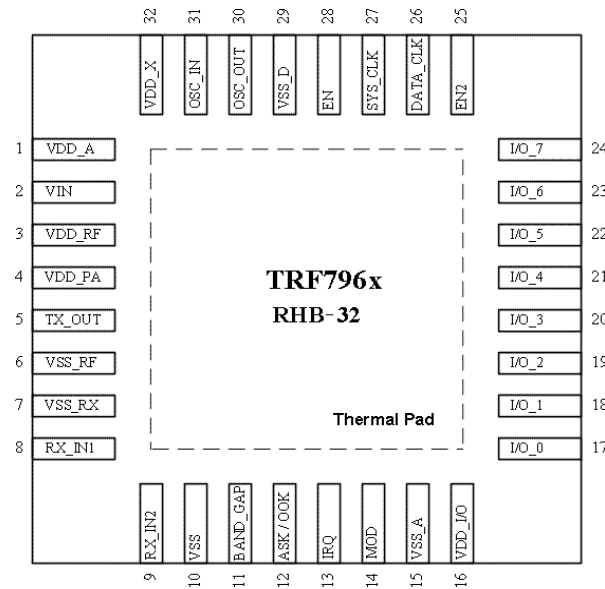 32 31 30 29 28 27 26 25
VDD_X
OSC_IN
OSC_OUT
VSS_D
EN
SYS_CLK
DATA_CLK
EN2
1 VDD_A
2 VIN
3 VDD_RF
4 VDD_PA
5 TX_OUT
6 VSS_RF
7 VSS_RX
8 RX_IN1
I/O_7 24
I/O_6 23
I/O_5 22
I/O_4 21
I/O_3 20
I/O_2 19
I/O_1 18
I/O_0 17
TRF796x
RHB-32
Thermal Pad
RX_IN2
VSS
BAND_GAP
ASK / OOK
IRQ
MOD
VSS_A
VDD_I/O
9 10 11 12 13 14 15 16